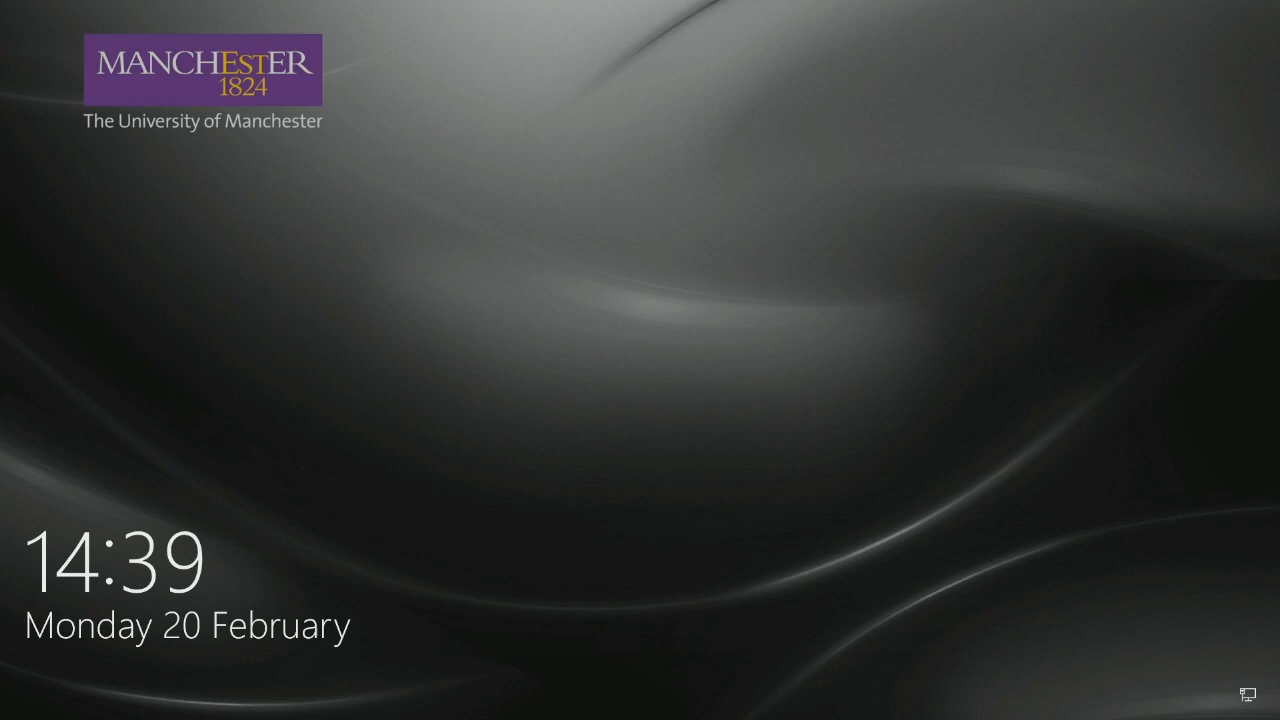 MANCHEsTER
1824
The University of Manchester
14:39
Monday 20 February